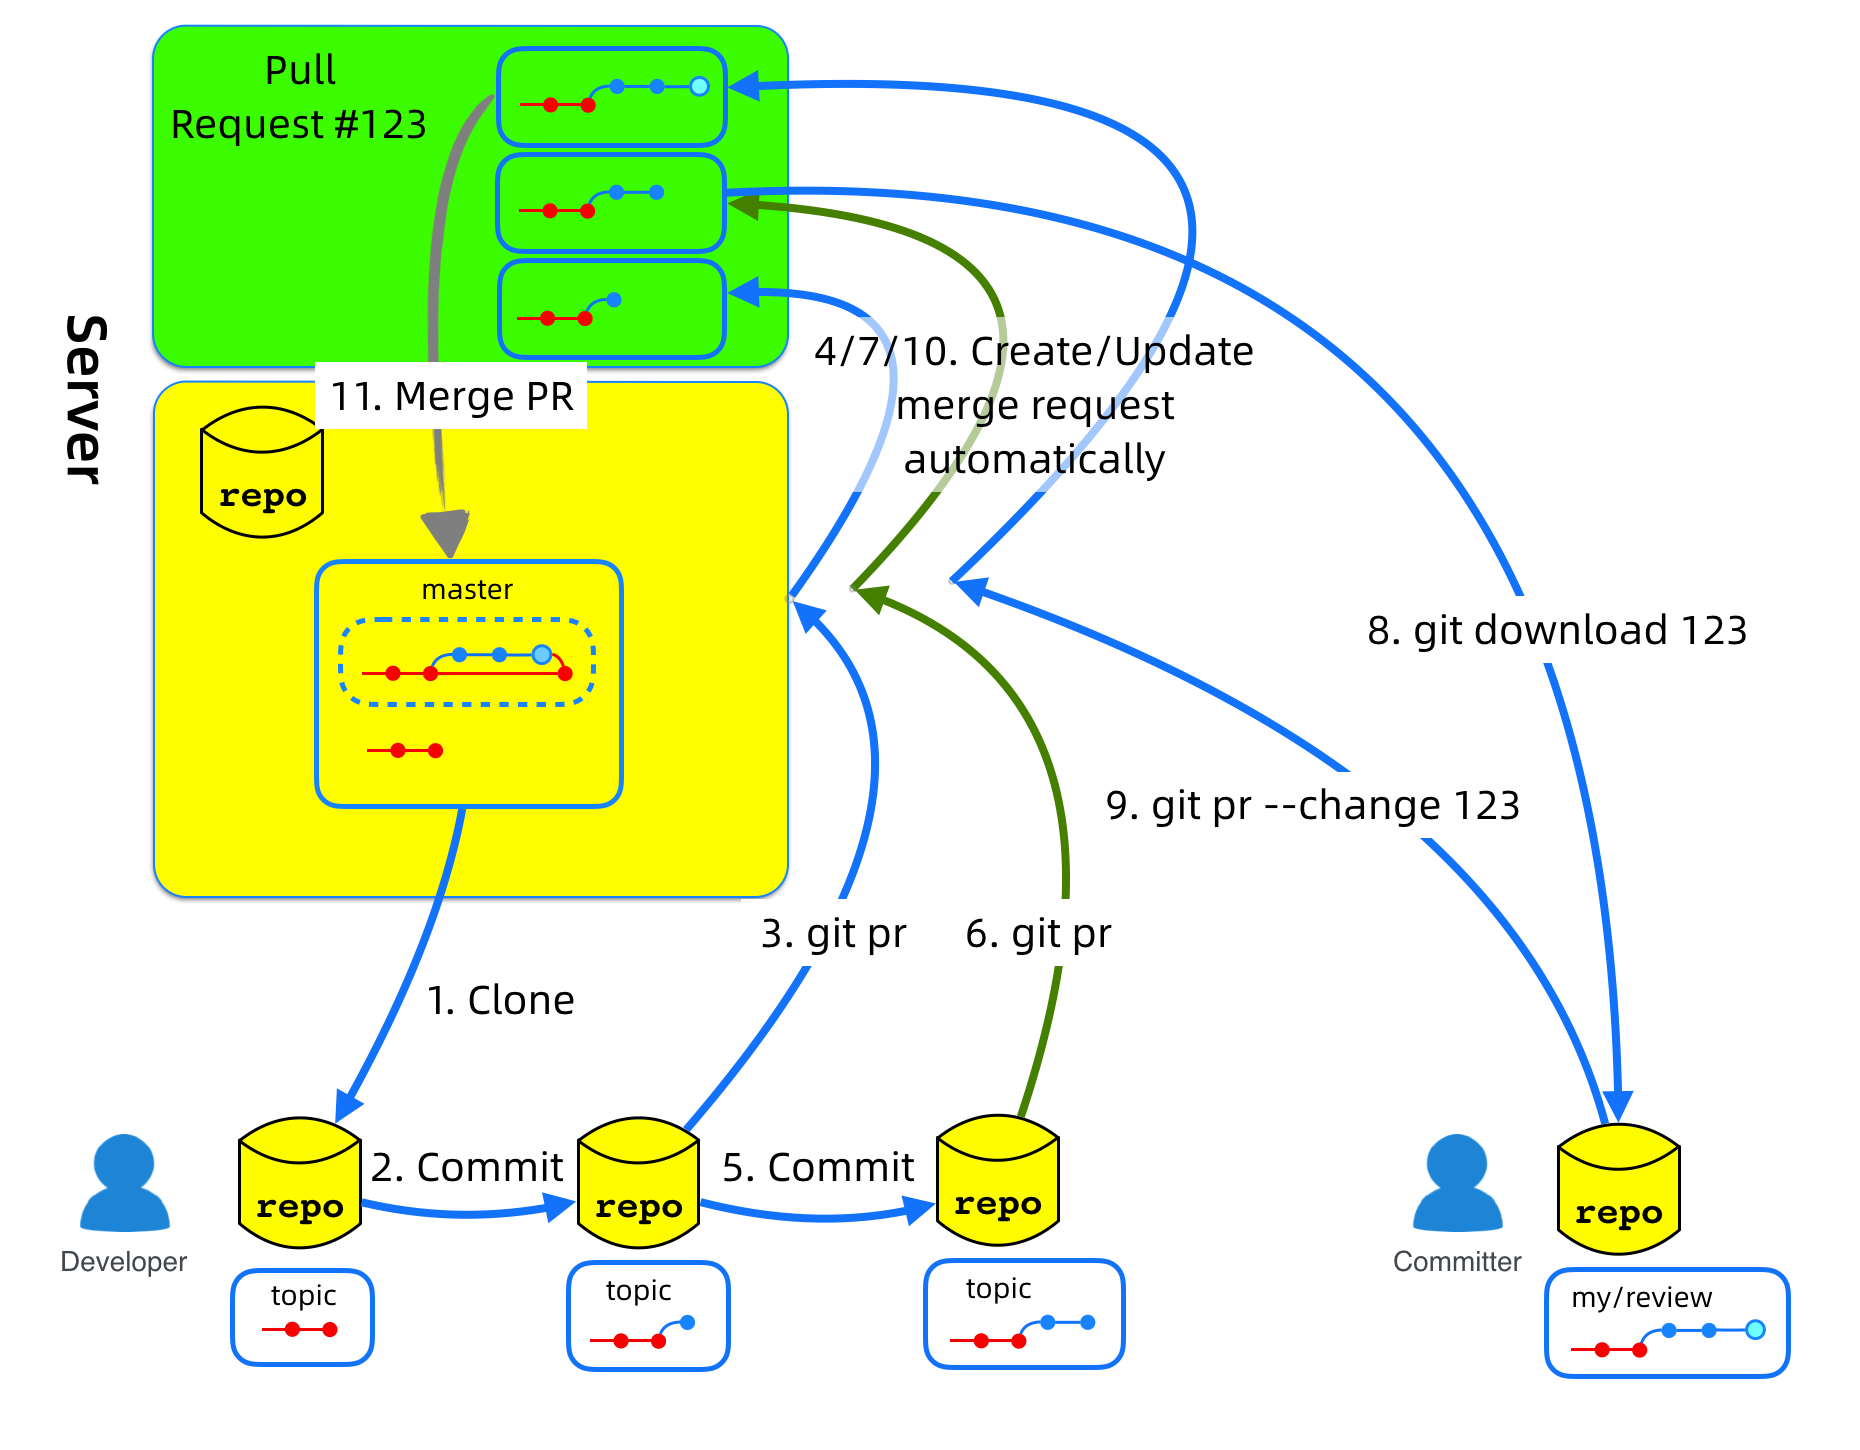 Pull
Request #123
Server
11. Merge PR
repo
master
4/7/10. Create/Update
merge request
automatically
8. git download 123
9. git pr --change 123
3. git pr
6. git pr
1. Clone
2. Commit
5. Commit
repo
repo
repo
repo
Developer
Committer
topic
topic
topic
my/review